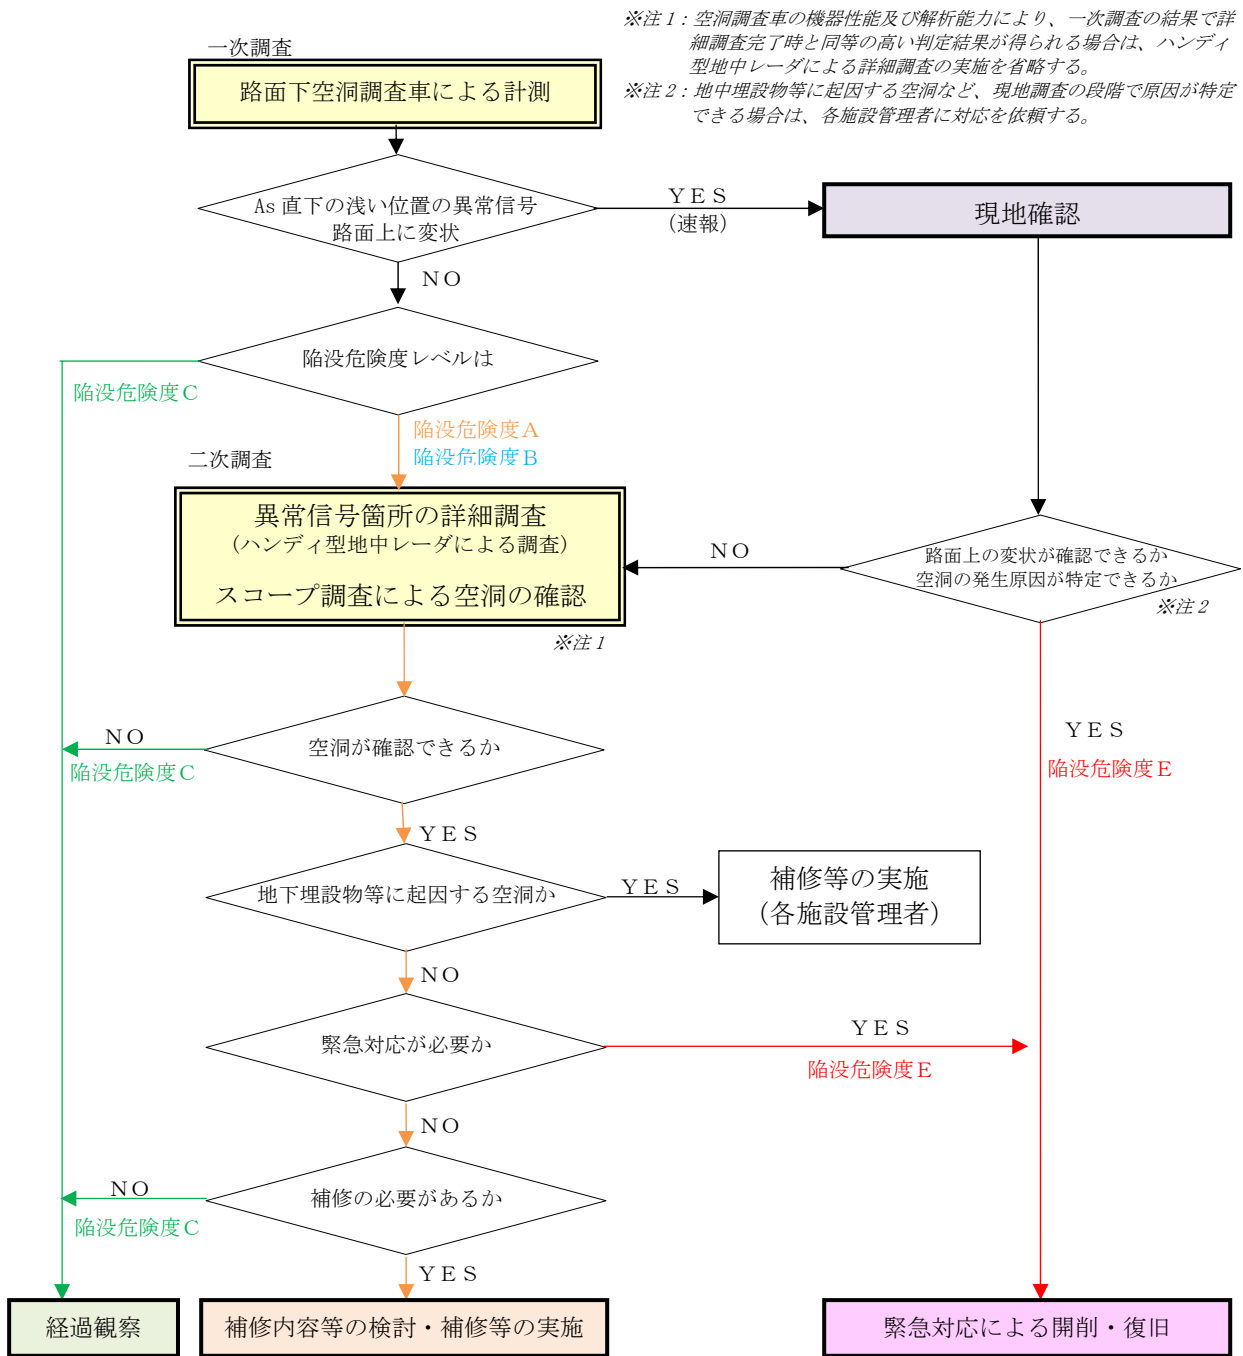 ※注1：空洞調査車の機器性能及び解析能力により、一次調査の結果で詳
細調査完了時と同等の高い判定結果が得られる場合は、ハンディ
型地中レーダによる詳細調査の実施を省略する。
※注2：地中埋設物等に起因する空洞など、現地調査の段階で原因が特定
できる場合は、各施設管理者に対応を依頼する。
一次調査
路面下空洞調査車による計測
As 直下の浅い位置の異常信号
路面上に変状
ＹＥＳ
（速報）
現地確認
ＮＯ
陥没危険度レベルは
陥没危険度Ｃ
陥没危険度Ａ
陥没危険度Ｂ
二次調査
異常信号箇所の詳細調査
（ハンディ型地中レーダによる調査）
スコープ調査による空洞の確認
※注1
ＮＯ
路面上の変状が確認できるか
空洞の発生原因が特定できるか
※注2
ＹＥＳ
陥没危険度Ｅ
空洞が確認できるか
ＮＯ
陥没危険度Ｃ
ＹＥＳ
地下埋設物等に起因する空洞か
ＹＥＳ
補修等の実施
（各施設管理者）
ＮＯ
緊急対応が必要か
ＹＥＳ
陥没危険度Ｅ
ＮＯ
補修の必要があるか
ＮＯ
陥没危険度Ｃ
ＹＥＳ
経過観察
補修内容等の検討・補修等の実施
緊急対応による開削・復旧